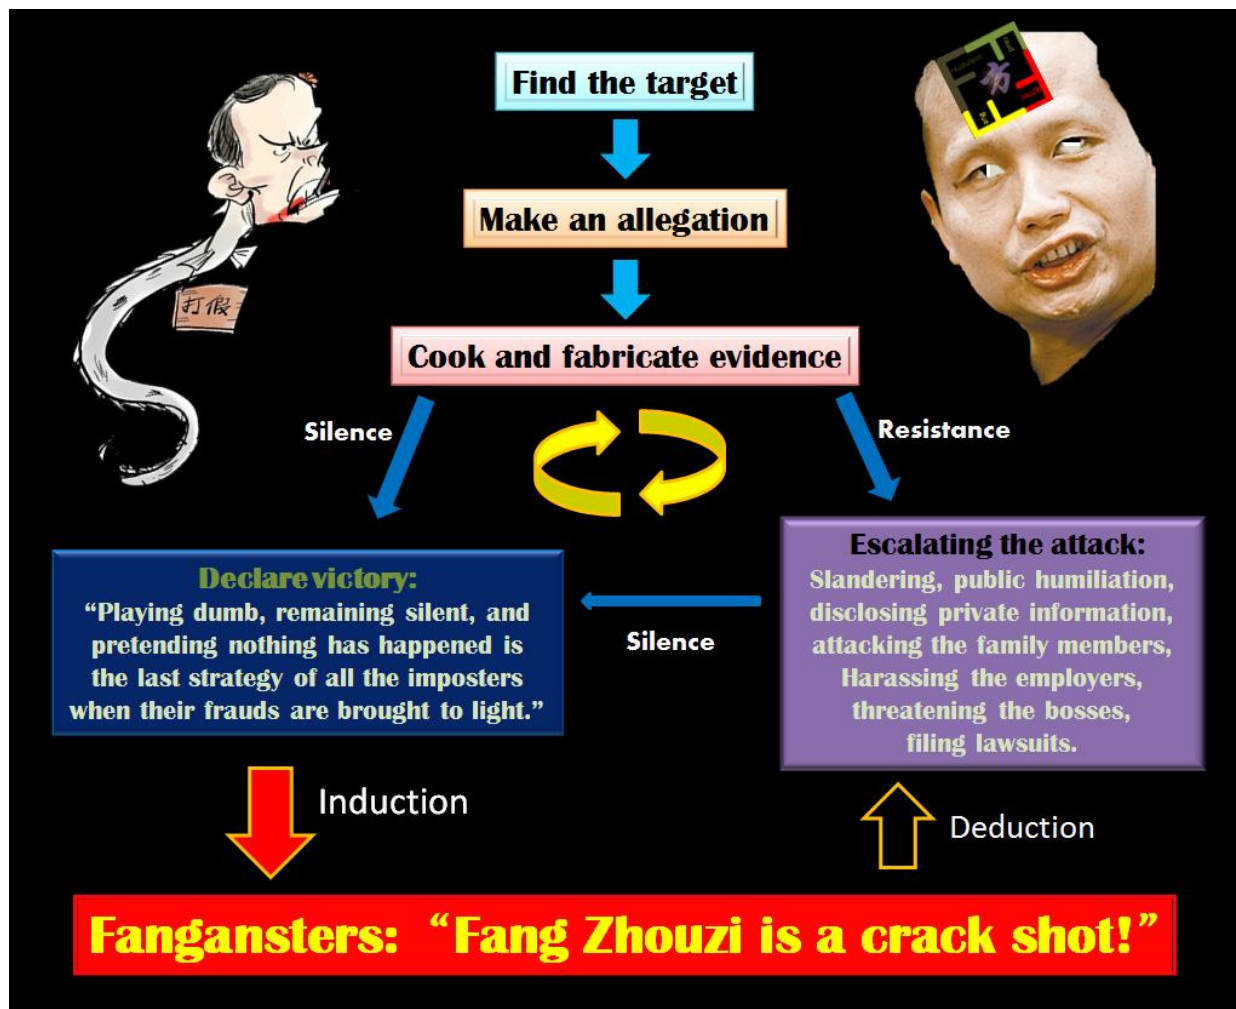 Find the target
Make an allegation
打假
Cook and fabricate evidence
Silence
Resistance
Escalating the attack:
Slandering, public humiliation,
disclosing private information,
attacking the family members,
Harassing the employers,
threatening the bosses,
filing lawsuits.
Silence
Declare victory:
“Playing dumb, remaining silent, and
pretending nothing has happened is
the last strategy of all the imposters
when their frauds are brought to light.”
Induction
Deduction
Fangansters: “Fang Zhouzi is a crack shot!”
方